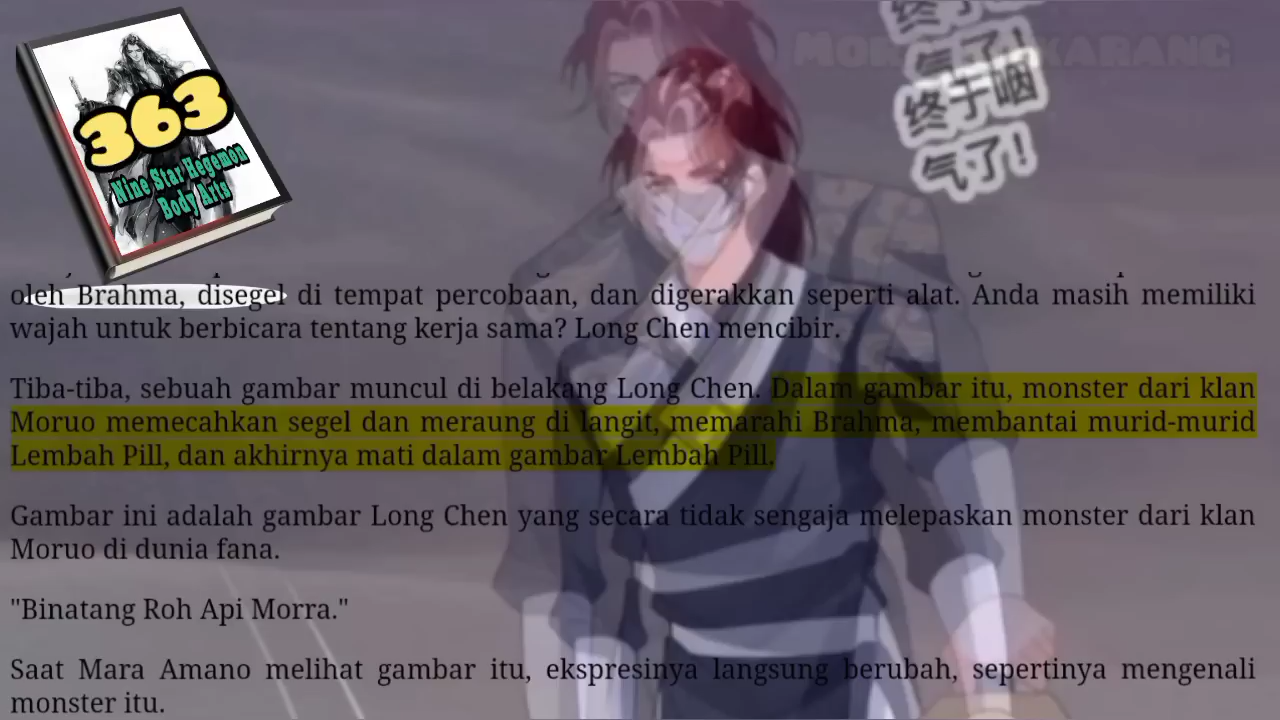 终于
气了!
终于咽
气了!
363
Nine Star Hegemon
Body Arts
oleh Brahma, disegel di tempat percobaan, dan digerakkan seperti alat. Anda masih memiliki
wajah untuk berbicara tentang kerja sama? Long Chen mencibir.
Tiba-tiba, sebuah gambar muncul di belakang Long Chen. Dalam gambar itu, monster dari klan
Moruo memecahkan segel dan meraung di langit, memarahi Brahma, membantai murid-murid
Lembah Pill, dan akhirnya mati dalam gambar Lembah Pill.
Gambar ini adalah gambar Long Chen yang secara tidak sengaja melepaskan monster dari klan
Moruo di dunia fana.
"Binatang Roh Api Morra."
Saat Mara Amano melihat gambar itu, ekspresinya langsung berubah, sepertinya mengenali
monster itu.